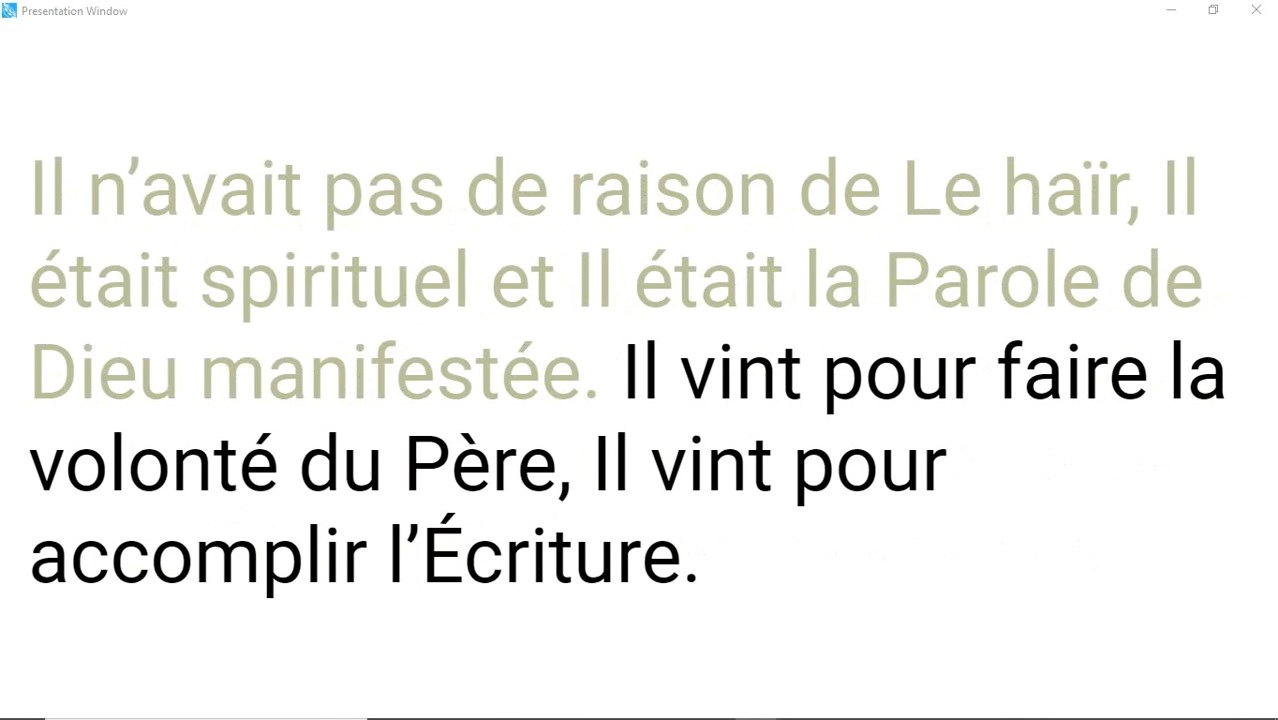 Presentation Window
Il n’avait pas de raison de Le haïr, Il
était spirituel et Il était la Parole de
Dieu manifestée. Il vint pour faire la
volonté du Père, Il vint pour
accomplir l’Écriture.